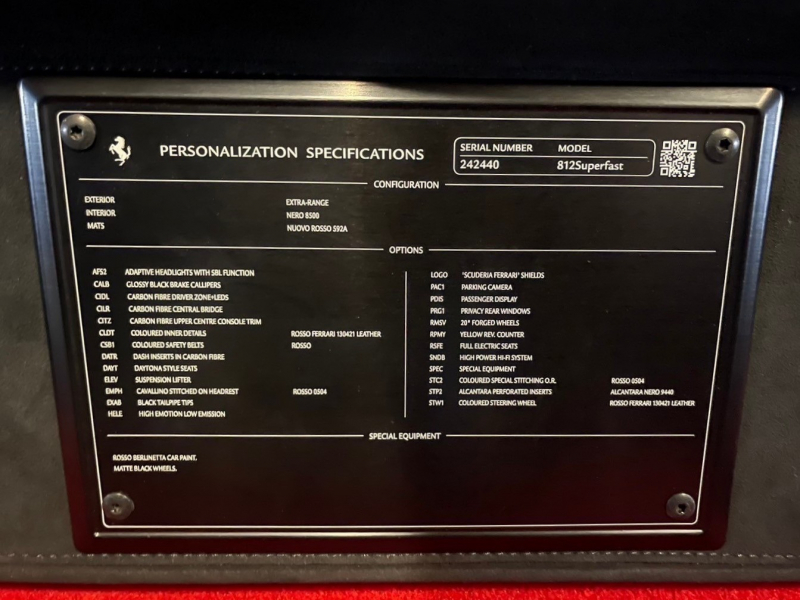 PERSONALIZATION SPECIFICATIONS
SERIAL NUMBER MODEL
242440 812Superfast
CONFIGURATION
EXTERIOR EXTRA-RANGE
INTERIOR NERO 8500
MATS NUOVO ROSSO 592A
OPTIONS
AFS2 ADAPTIVE HEADLIGHTS WITH SBL FUNCTION
CALB GLOSSY BLACK BRAKE CALLIPERS
CIDL CARBON FIBRE DRIVER ZONE+LEDS
CILR CARBON FIBRE CENTRAL BRIDGE
CITZ CARBON FIBRE UPPER CENTRE CONSOLE TRIM
CLDT COLOURED INNER DETAILS ROSSO FERRARI 130421 LEATHER
CSB1 COLOURED SAFETY BELTS ROSSO
DATR DASH INSERTS IN CARBON FIBRE
DAYT DAYTONA STYLE SEATS
ELEV SUSPENSION LIFTER
EMPH CAVALLINO STITCHED ON HEADREST ROSSO 0504
EXAB BLACK TAILPIPE TIPS
HELE HIGH EMOTION LOW EMISSION
LOGO 'SCUDERIA FERRARI' SHIELDS
PAC1 PARKING CAMERA
PDIS PASSENGER DISPLAY
PRG1 PRIVACY REAR WINDOWS
RMSV 20" FORGED WHEELS
RPMY YELLOW REV. COUNTER
RSFE FULL ELECTRIC SEATS
SNDB HIGH POWER HI-FI SYSTEM
SPEC SPECIAL EQUIPMENT
STC2 COLOURED SPECIAL STITCHING O.R. ROSSO 0504
STP2 ALCANTARA PERFORATED INSERTS ALCANTARA NERO 9440
STW1 COLOURED STEERING WHEEL ROSSO FERRARI 130421 LEATHER
SPECIAL EQUIPMENT
ROSSO BERLINETTA CAR PAINT.
MATTE BLACK WHEELS.